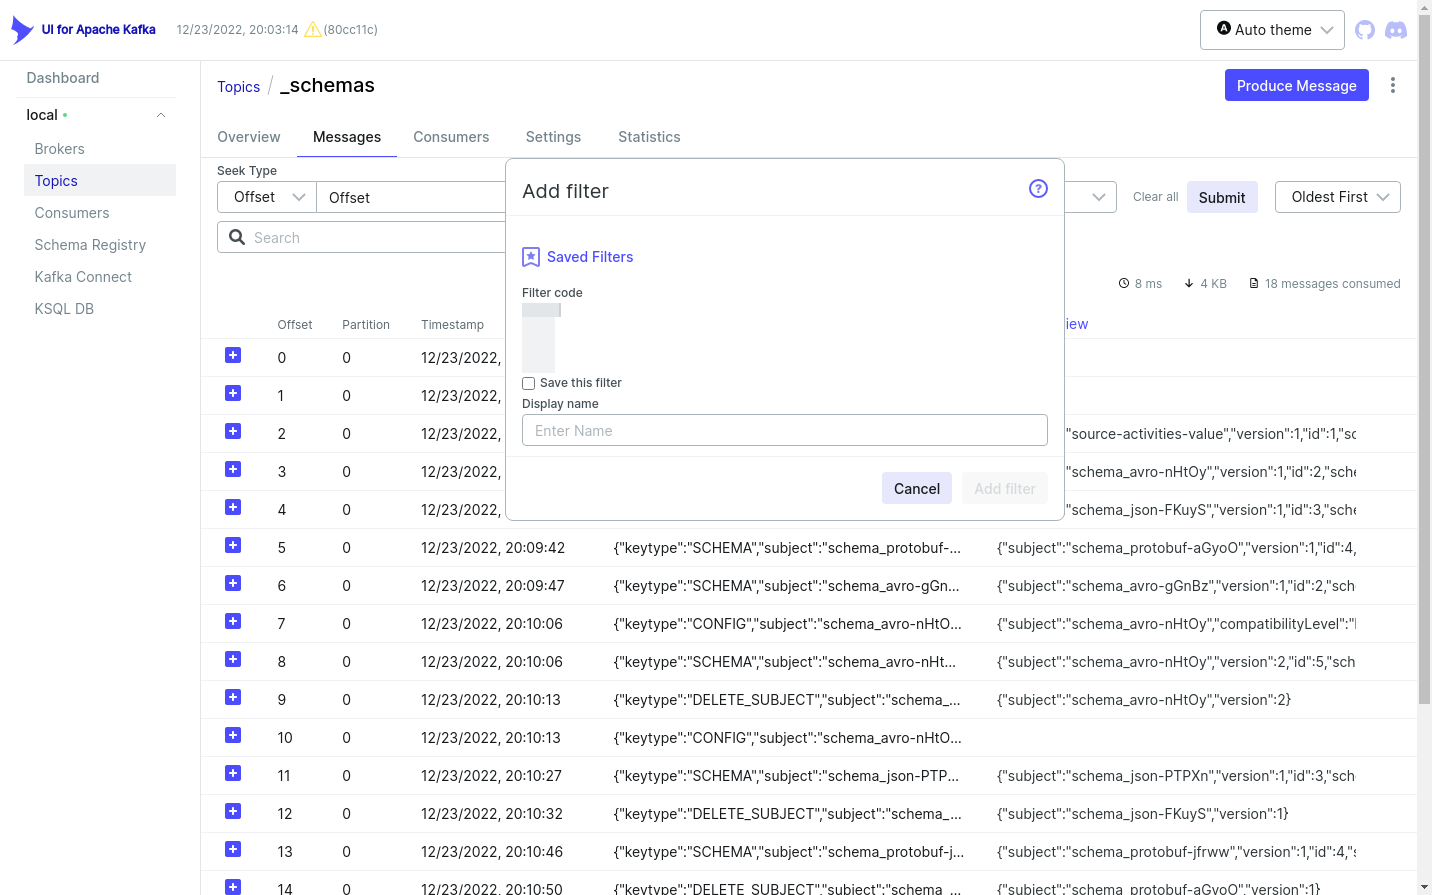 UI for Apache Kafka 12/23/2022, 20:03:14 (80cc11c) Auto theme
Dashboard
local
Brokers
Topics
Consumers
Schema Registry
Kafka Connect
KSQL DB
Topics / _schemas Produce Message
Overview Messages Consumers Settings Statistics
Seek Type
Offset Offset Clear all Submit Oldest First
Search
Add filter ?
Saved Filters
Filter code
Save this filter
Display name
Enter Name
Cancel Add filter
8 ms 4 KB 18 messages consumed
Offset Partition Timestamp iew
0 0 12/23/2022,
1 0 12/23/2022,
2 0 12/23/2022, "source-activities-value","version":1,"id":1,"sc
3 0 12/23/2022, "schema_avro-nHtOy","version":1,"id":2,"sche
4 0 12/23/2022, "schema_json-FKuyS","version":1,"id":3,"sche
5 0 12/23/2022, 20:09:42 {"keytype":"SCHEMA","subject":"schema_protobuf-... {"subject":"schema_protobuf-aGyoO","version":1,"id":4,
6 0 12/23/2022, 20:09:47 {"keytype":"SCHEMA","subject":"schema_avro-gGn... {"subject":"schema_avro-gGnBz","version":1,"id":2,"sche
7 0 12/23/2022, 20:10:06 {"keytype":"CONFIG","subject":"schema_avro-nHtO... {"subject":"schema_avro-nHtOy","compatibilityLevel":"
8 0 12/23/2022, 20:10:06 {"keytype":"SCHEMA","subject":"schema_avro-nHt... {"subject":"schema_avro-nHtOy","version":2,"id":5,"sch
9 0 12/23/2022, 20:10:13 {"keytype":"DELETE_SUBJECT","subject":"schema_... {"subject":"schema_avro-nHtOy","version":2}
10 0 12/23/2022, 20:10:13 {"keytype":"CONFIG","subject":"schema_avro-nHtO...
11 0 12/23/2022, 20:10:27 {"keytype":"SCHEMA","subject":"schema_json-PTP... {"subject":"schema_json-PTPXn","version":1,"id":3,"sche
12 0 12/23/2022, 20:10:32 {"keytype":"DELETE_SUBJECT","subject":"schema_... {"subject":"schema_json-FKuyS","version":1}
13 0 12/23/2022, 20:10:46 {"keytype":"SCHEMA","subject":"schema_protobuf-j... {"subject":"schema_protobuf-jfrww","version":1,"id":4,"s
14 0 12/23/2022, 20:10:50 {"keytype":"DELETE_SUBJECT","subject":"schema_... {"subject":"schema_protobuf-aGyoO","version":1}